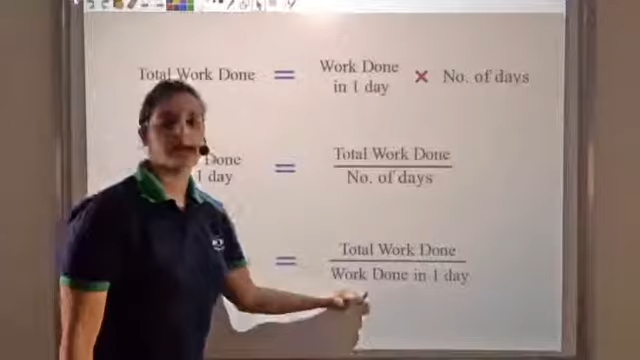 Total Work Done = Work Done in 1 day × No. of days
Done 1 day = Total Work Done / No. of days
= Total Work Done / Work Done in 1 day